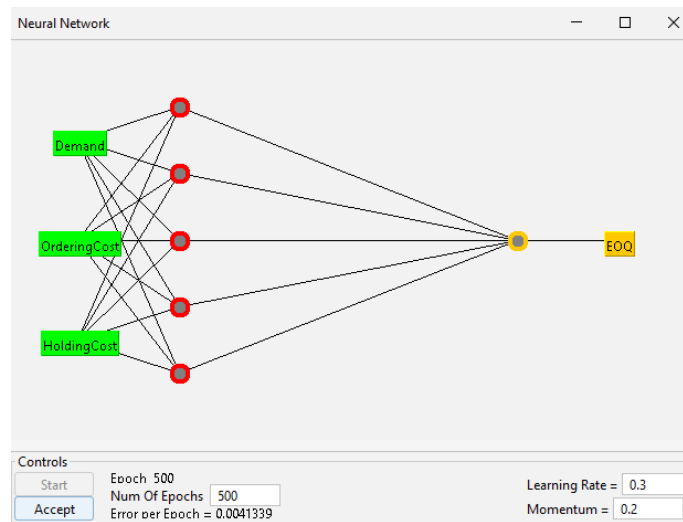 Neural Network
Demand
OrderingCost
EOQ
HoldingCost
Controls
Start
Accept
Epoch 500
Num Of Epochs 500
Error per Epoch = 0.0041339
Learning Rate = 0.3
Momentum = 0.2